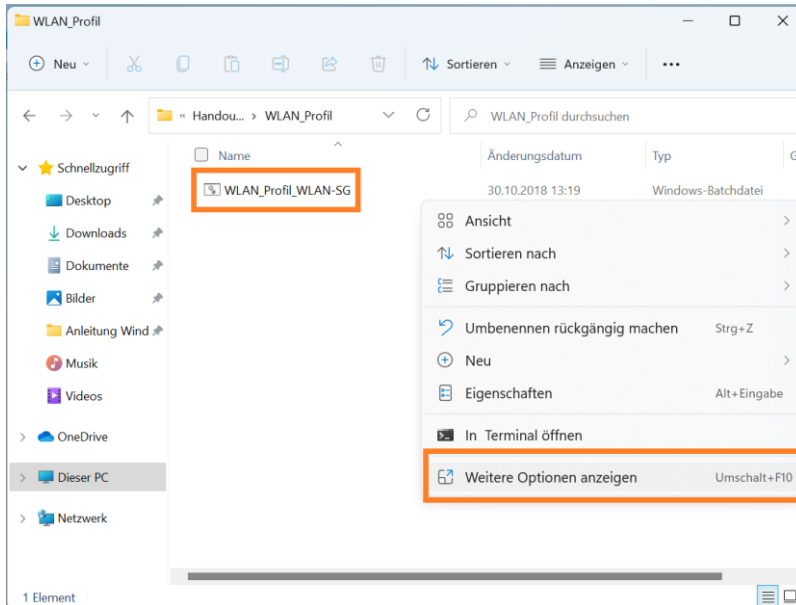 WLAN_Profil
Neu
Sortieren
Anzeigen
« Handou... > WLAN_Profil
WLAN_Profil durchsuchen
Name
Änderungsdatum
Typ
G
Schnellzugriff
WLAN_Profil_WLAN-SG
30.10.2018 13:19
Windows-Batchdatei
Desktop
Downloads
Dokumente
Bilder
Anleitung Wind
Musik
Videos
OneDrive
Dieser PC
Netzwerk
Ansicht
Sortieren nach
Gruppieren nach
Umbenennen rückgängig machen Strg+Z
Neu
Eigenschaften Alt+Eingabe
In Terminal öffnen
Weitere Optionen anzeigen Umschalt+F10
1 Element